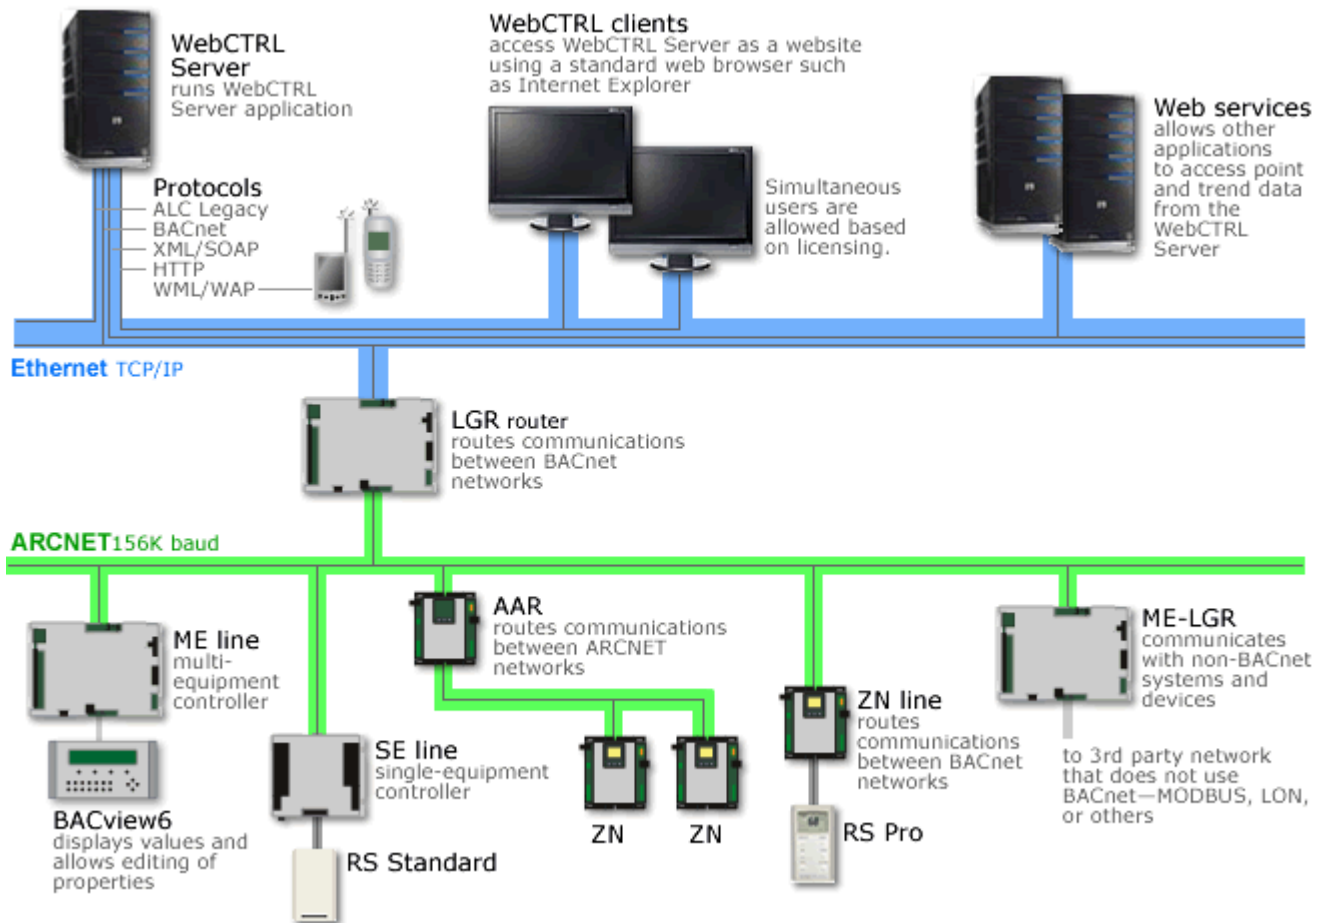 WebCTRL
Server
runs WebCTRL
Server application
WebCTRL clients
access WebCTRL Server as a website
using a standard web browser such
as Internet Explorer
Web services
allows other
applications
to access point
and trend data
from the
WebCTRL
Server
Simultaneous
users are
allowed based
on licensing.
Protocols
ALC Legacy
BACnet
XML/SOAP
HTTP
WML/WAP
Ethernet TCP/IP
LGR router
routes communications
between BACnet
networks
ARCNET156K baud
ME line
multi-
equipment
controller
AAR
routes communications
between ARCNET
networks
ME-LGR
communicates
with non-BACnet
systems and
devices
ZN line
routes
communications
between BACnet
networks
SE line
single-equipment
controller
to 3rd party network
that does not use
BACnet—MODBUS, LON,
or others
BACview6
displays values and
allows editing of
properties
RS Standard
ZN
ZN
RS Pro